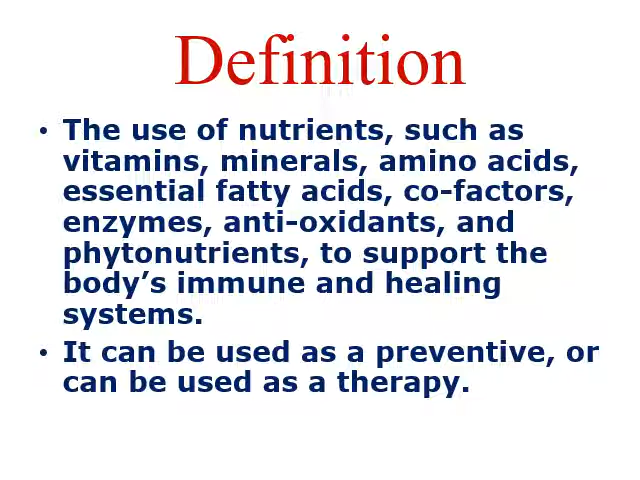 Definition
• The use of nutrients, such as
vitamins, minerals, amino acids,
essential fatty acids, co-factors,
enzymes, anti-oxidants, and
phytonutrients, to support the
body’s immune and healing
systems.
• It can be used as a preventive, or
can be used as a therapy.